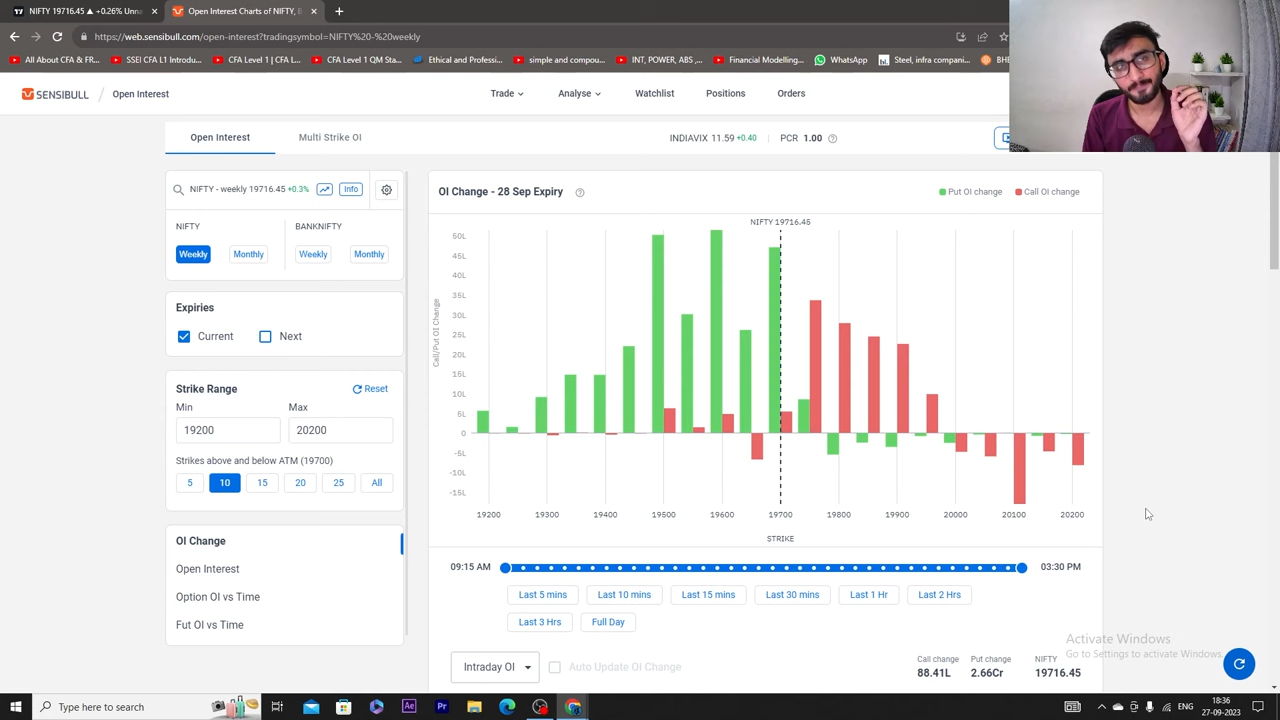 NIFTY 19716.45 ▲ +0.26% Unna
Open Interest of NIFTY, B
https://web.sensibull.com/open-interest?tradingsymbol=NIFTY%20-%20weekly
All About CFA & FR...
SSEI CFA L1 Introdu...
CFA Level 1 | CF G...
CFA Level 1 QM Sta...
Ethical and Professi...
simple and compou...
INT, POWER, ABS ,...
Financial Modelling...
WhatsApp
Steel, infra compani...
BHE
SENSIBULL / Open Interest
Trade
Analyse
Watchlist
Positions
Orders
Open Interest
Multi Strike OI
INDIAVIX 11.59 +0.40
PCR 1.00
NIFTY - weekly 19716.45 +0.3%
Info
NIFTY
BANKNIFTY
Weekly
Monthly
Weekly
Monthly
Expiries
Current
Next
Strike Range
Reset
Min
Max
19200
20200
Strikes above and below ATM (19700)
5
10
15
20
25
All
OI Change
Open Interest
Option OI vs Time
Fut OI vs Time
OI Change - 28 Sep Expiry
Put OI change
Call OI change
NIFTY 19716.45
Call/Put OI Change
50L
45L
40L
35L
30L
25L
20L
15L
10L
5L
0
-5L
-10L
-15L
19200
19300
19400
19500
19600
19700
19800
19900
20000
20100
20200
STRIKE
09:15 AM
03:30 PM
Last 5 mins
Last 10 mins
Last 15 mins
Last 30 mins
Last 1 Hr
Last 2 Hrs
Last 3 Hrs
Full Day
Intraday OI
Auto Update OI Change
Call change
88.41L
Put change
2.66Cr
NIFTY
19716.45
Activate Windows
Go to Settings to activate Windows.
Type here to search
Ae
Pr
ENG
18:36
27-09-2023